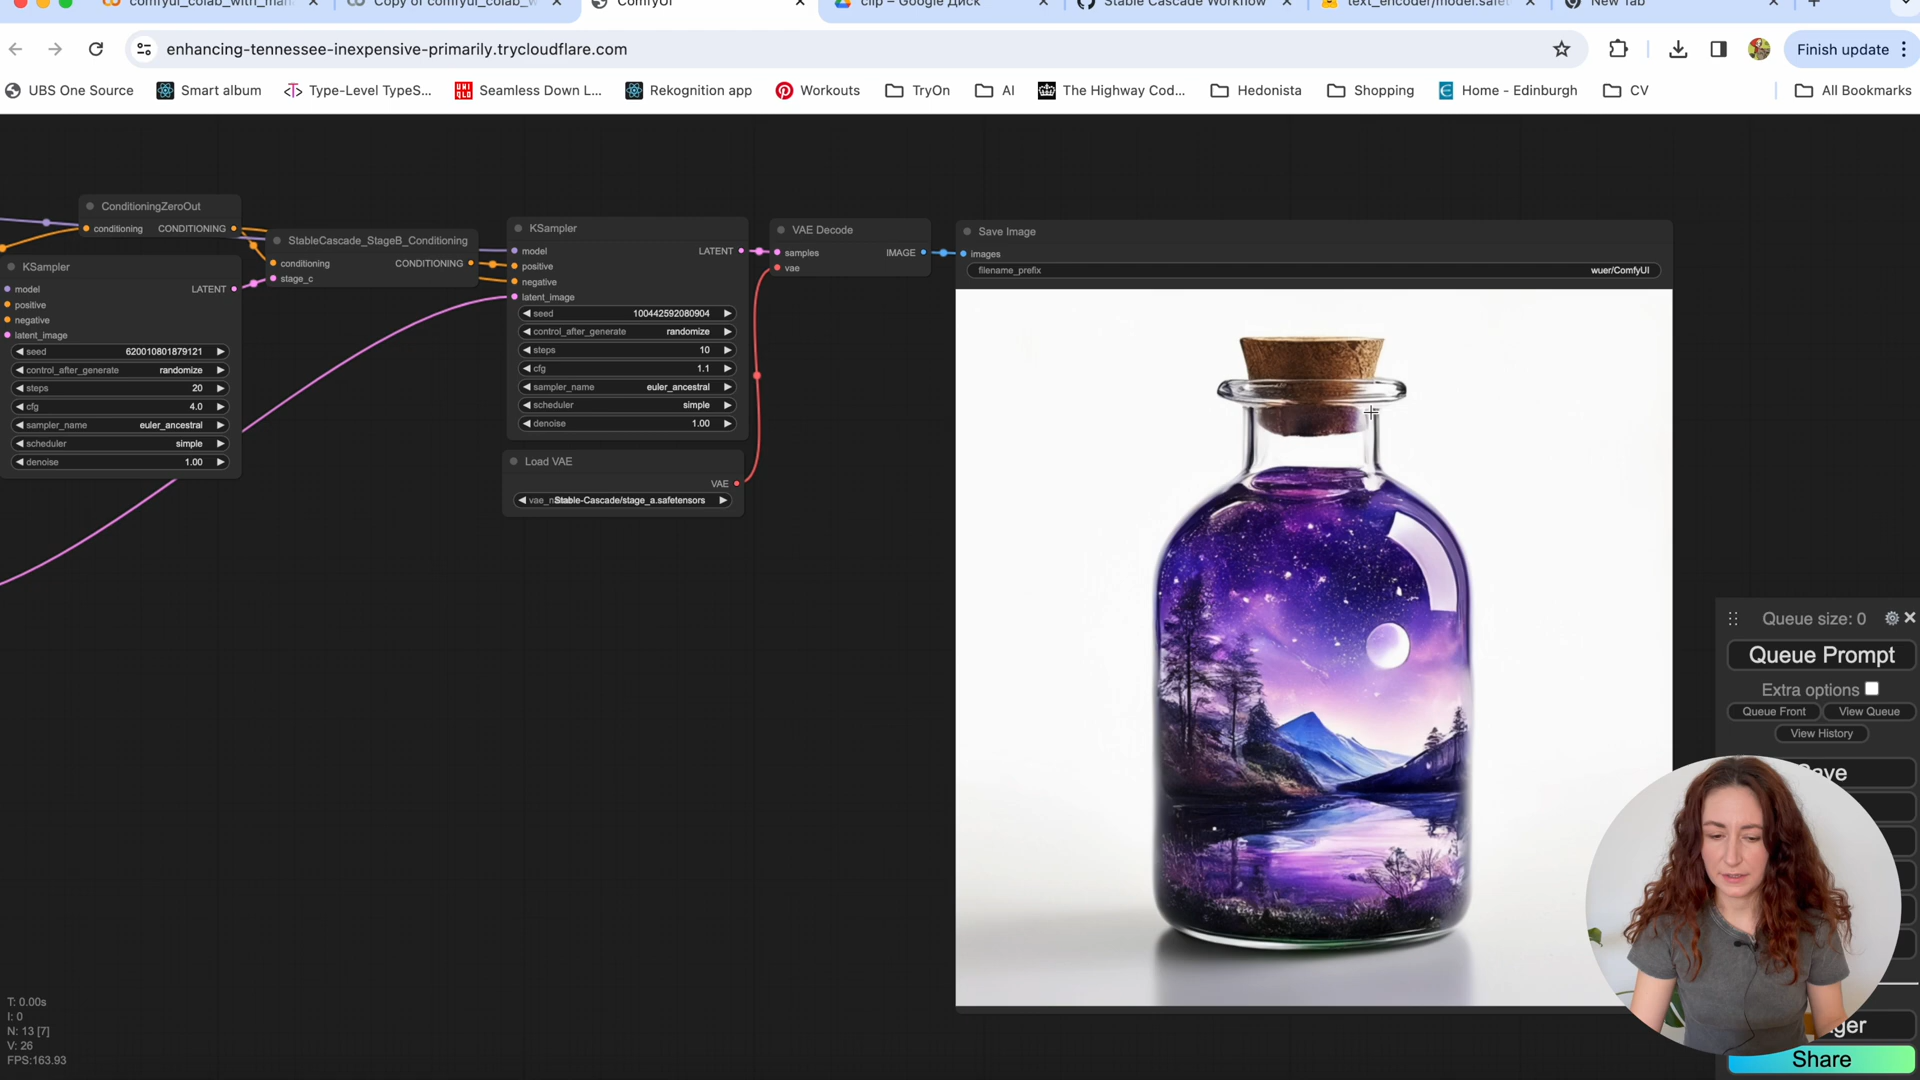 comfyui_colab_with_man
Copy of comfyui_colab_w
ComfyUI
clip – Google Диск
Stable Cascade Workflow
text_encoder/model.safet
New Tab
enhancing-tennessee-inexpensive-primarily.trycloudflare.com
Finish update
UBS One Source
Smart album
Type-Level TypeS...
Seamless Down L...
Rekognition app
Workouts
TryOn
AI
The Highway Cod...
Hedonista
Shopping
Home - Edinburgh
CV
All Bookmarks
ConditioningZeroOut
conditioning CONDITIONING
KSampler
model LATENT
positive
negative
latent_image
seed 620010801879121
control_after_generate randomize
steps 20
cfg 4.0
sampler_name euler_ancestral
scheduler simple
denoise 1.00
StableCascade_StageB_Conditioning
conditioning CONDITIONING
stage_c
KSampler
model LATENT
positive
negative
latent_image
seed 100442592080904
control_after_generate randomize
steps 10
cfg 1.1
sampler_name euler_ancestral
scheduler simple
denoise 1.00
Load VAE
VAE
Stable-Cascade/stage_a.safetensors
VAE Decode
samples IMAGE
vae
Save Image
images
filename_prefix wuer/ComfyUI
Queue size: 0
Queue Prompt
Extra options
Queue Front View Queue
View History
Share
T: 0.00s
I: 0
N: 13 [7]
V: 26
FPS:163.93